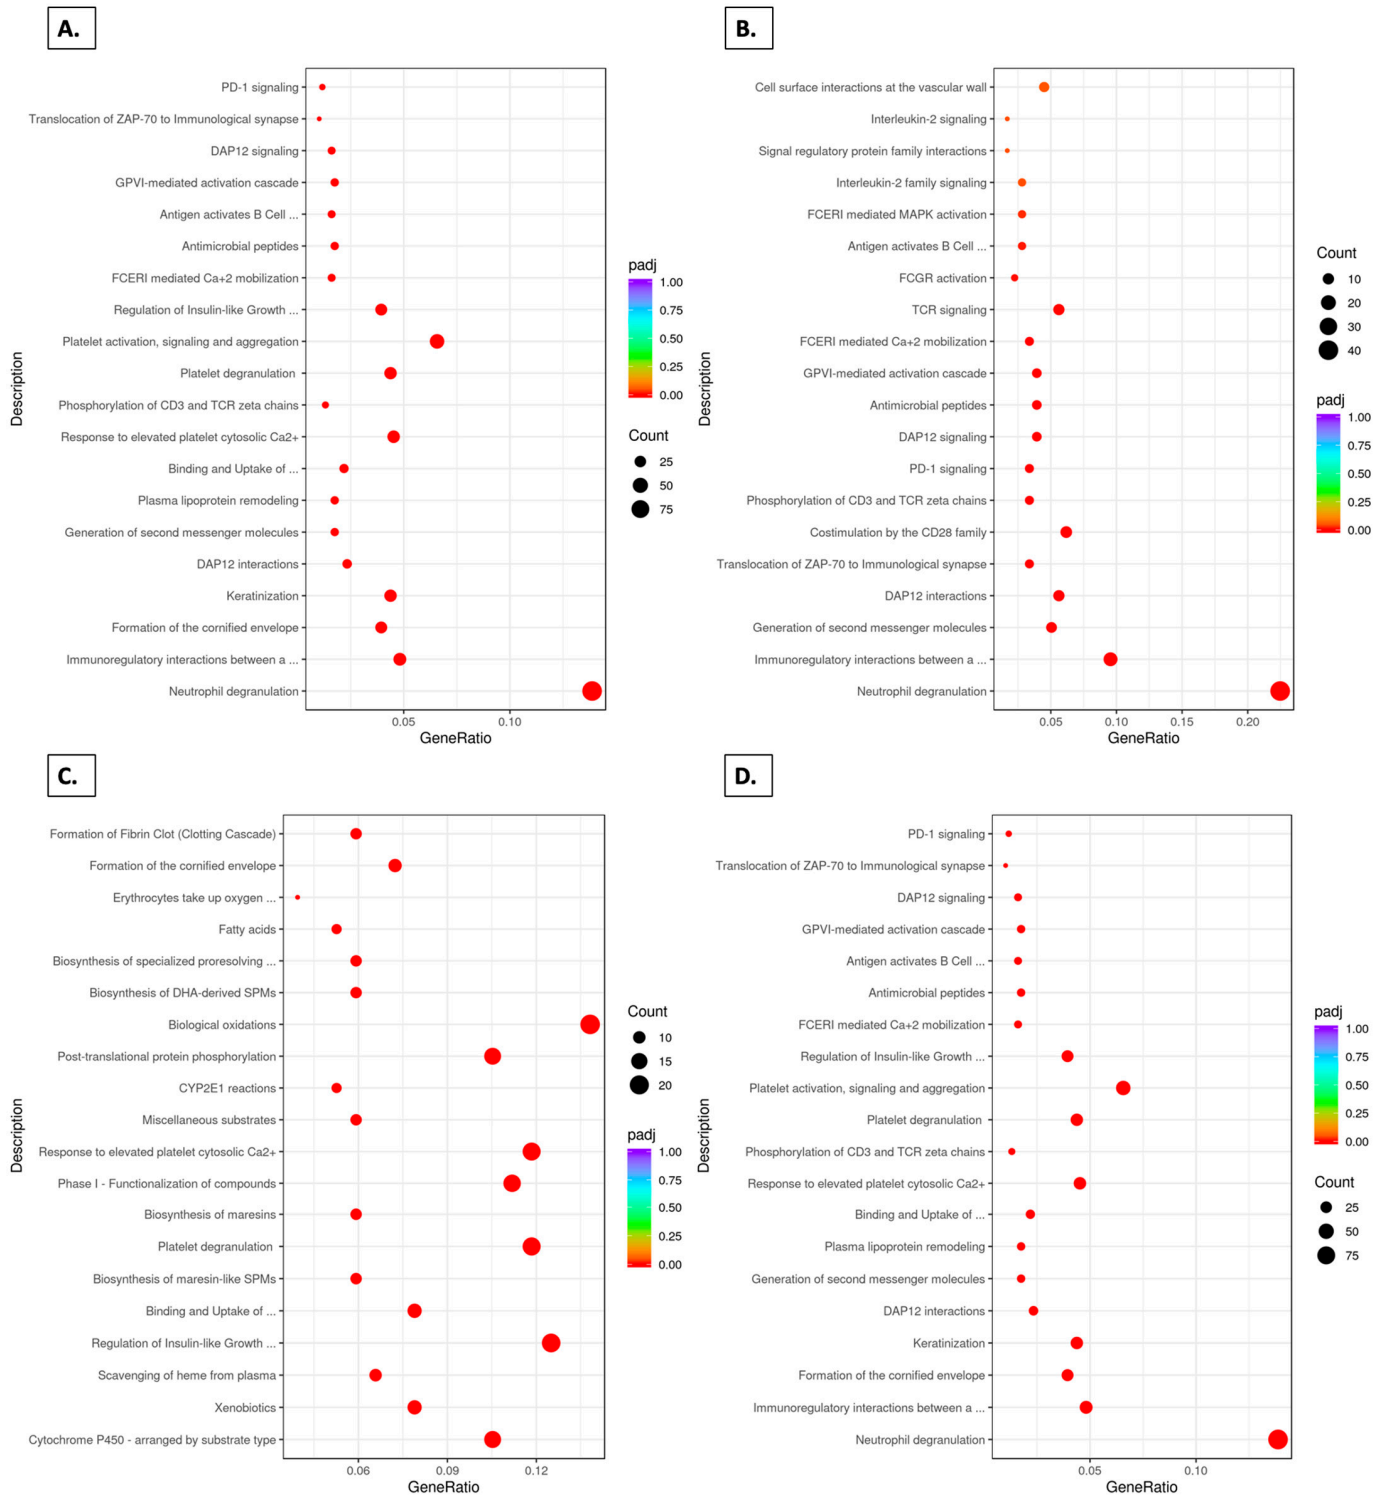 A.
PD-1 signaling
Translocation of ZAP-70 to Immunological synapse
DAP12 signaling
GPVI-mediated activation cascade
Antigen activates B Cell ...
Antimicrobial peptides
FCERI mediated Ca+2 mobilization
Regulation of Insulin-like Growth ...
Platelet activation, signaling and aggregation
Platelet degranulation
Phosphorylation of CD3 and TCR zeta chains
Response to elevated platelet cytosolic Ca2+
Binding and Uptake of ...
Plasma lipoprotein remodeling
Generation of second messenger molecules
DAP12 interactions
Keratinization
Formation of the cornified envelope
Immunoregulatory interactions between a ...
Neutrophil degranulation
Description
0.05 0.10
GeneRatio
padj
1.00
0.75
0.50
0.25
0.00
Count
25
50
75
B.
Cell surface interactions at the vascular wall
Interleukin-2 signaling
Signal regulatory protein family interactions
Interleukin-2 family signaling
FCERI mediated MAPK activation
Antigen activates B Cell ...
FCGR activation
TCR signaling
FCERI mediated Ca+2 mobilization
GPVI-mediated activation cascade
Antimicrobial peptides
DAP12 signaling
PD-1 signaling
Phosphorylation of CD3 and TCR zeta chains
Costimulation by the CD28 family
Translocation of ZAP-70 to Immunological synapse
DAP12 interactions
Generation of second messenger molecules
Immunoregulatory interactions between a ...
Neutrophil degranulation
Description
0.05 0.10 0.15 0.20
GeneRatio
Count
10
20
30
40
padj
1.00
0.75
0.50
0.25
0.00
C.
Formation of Fibrin Clot (Clotting Cascade)
Formation of the cornified envelope
Erythrocytes take up oxygen ...
Fatty acids
Biosynthesis of specialized proresolving ...
Biosynthesis of DHA-derived SPMs
Biological oxidations
Post-translational protein phosphorylation
CYP2E1 reactions
Miscellaneous substrates
Response to elevated platelet cytosolic Ca2+
Phase I - Functionalization of compounds
Biosynthesis of maresins
Platelet degranulation
Biosynthesis of maresin-like SPMs
Binding and Uptake of ...
Regulation of Insulin-like Growth ...
Scavenging of heme from plasma
Xenobiotics
Cytochrome P450 - arranged by substrate type
Description
0.06 0.09 0.12
GeneRatio
Count
10
15
20
padj
1.00
0.75
0.50
0.25
0.00
D.
PD-1 signaling
Translocation of ZAP-70 to Immunological synapse
DAP12 signaling
GPVI-mediated activation cascade
Antigen activates B Cell ...
Antimicrobial peptides
FCERI mediated Ca+2 mobilization
Regulation of Insulin-like Growth ...
Platelet activation, signaling and aggregation
Platelet degranulation
Phosphorylation of CD3 and TCR zeta chains
Response to elevated platelet cytosolic Ca2+
Binding and Uptake of ...
Plasma lipoprotein remodeling
Generation of second messenger molecules
DAP12 interactions
Keratinization
Formation of the cornified envelope
Immunoregulatory interactions between a ...
Neutrophil degranulation
Description
0.05 0.10
GeneRatio
padj
1.00
0.75
0.50
0.25
0.00
Count
25
50
75